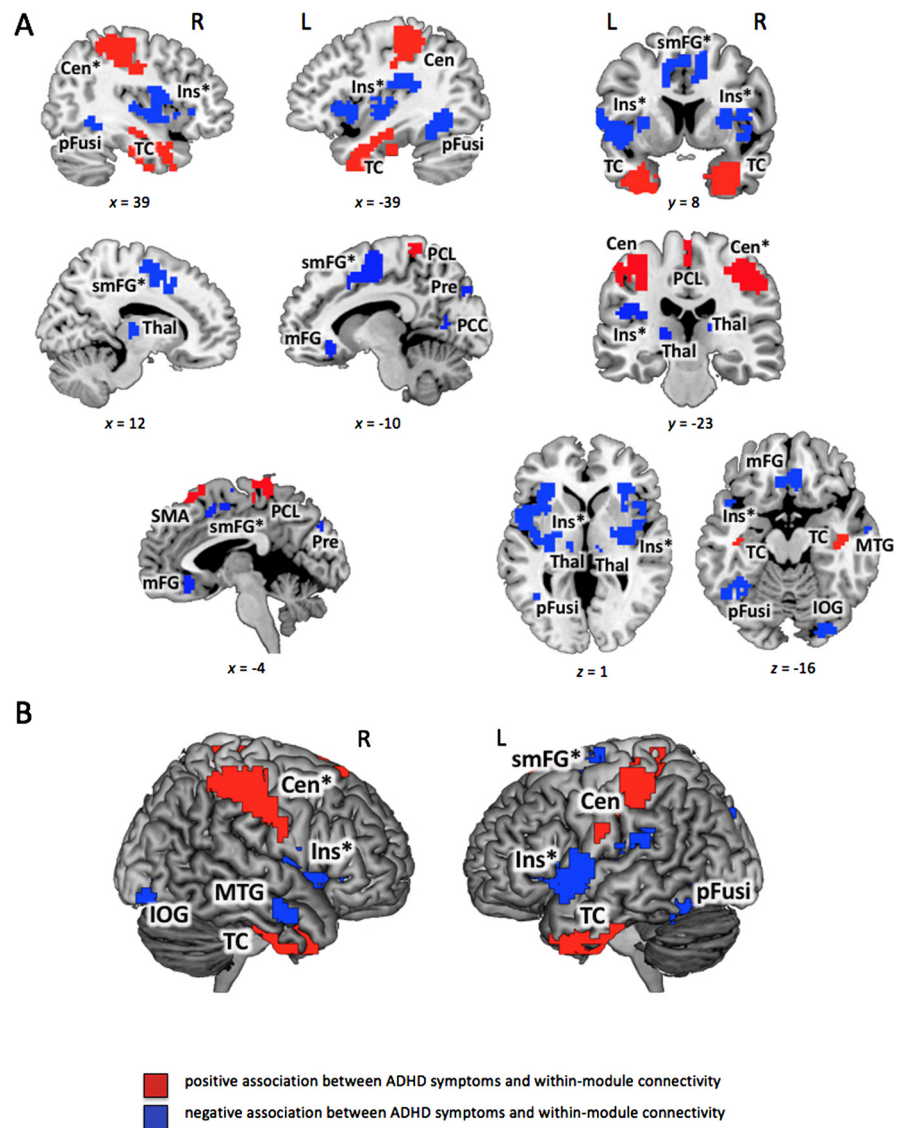 A
R
L
L
R
Cen*
Ins*
pFusi
TC
x = 39
Cen
Ins*
pFusi
TC
x = -39
smFG*
Ins*
Ins*
TC
TC
y = 8
smFG*
Thal
x = 12
smFG*
PCL
Pre
PCC
mFG
x = -10
Cen
Cen*
PCL
Ins*
Thal
Thal
y = -23
SMA
PCL
smFG*
Pre
mFG
x = -4
Ins*
Ins*
Thal
Thal
pFusi
z = 1
mFG
Ins*
TC
TC
MTG
pFusi
IOG
z = -16
B
R
L
Cen*
Ins*
MTG
IOG
TC
smFG*
Cen
Ins*
pFusi
TC
positive association between ADHD symptoms and within-module connectivity
negative association between ADHD symptoms and within-module connectivity